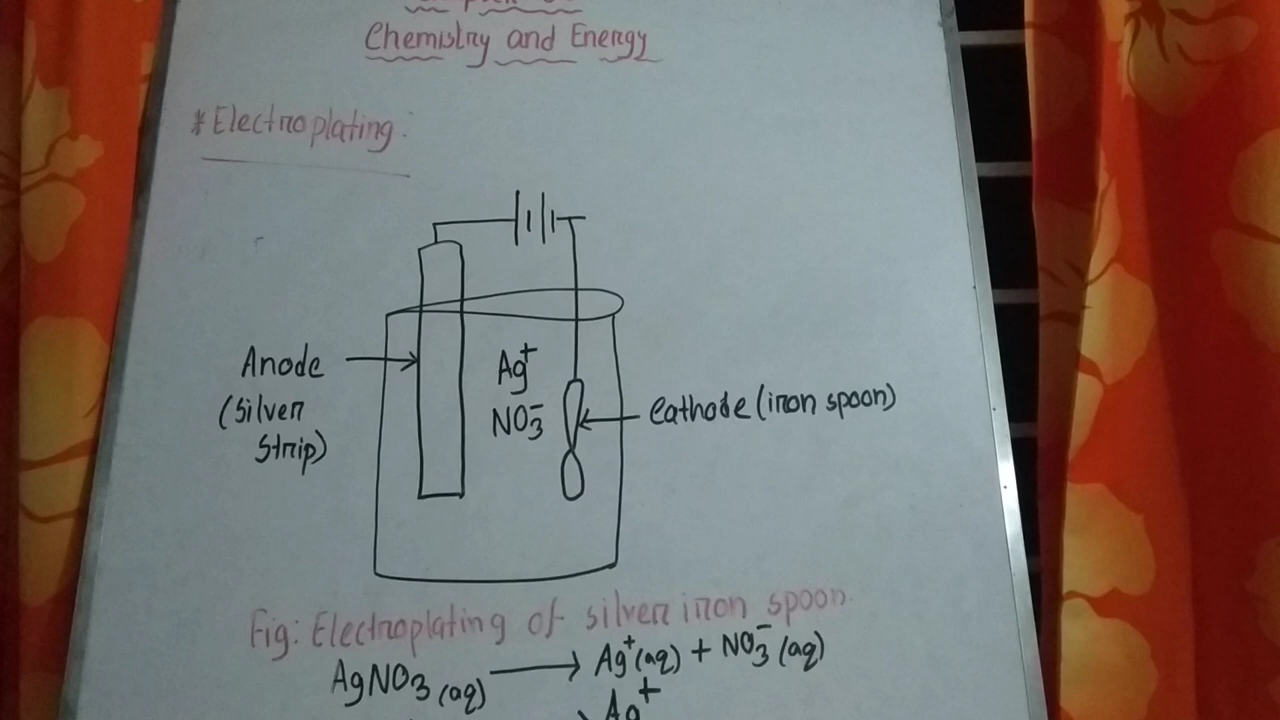 Chemistry and Energy
* Electroplating:
Anode
(Silver
Strip)
Ag⁺
NO₃⁻
Cathode (iron spoon)
Fig: Electroplating of silver iron spoon.
AgNO₃(aq) → Ag⁺(aq) + NO₃⁻(aq)
Ag⁺